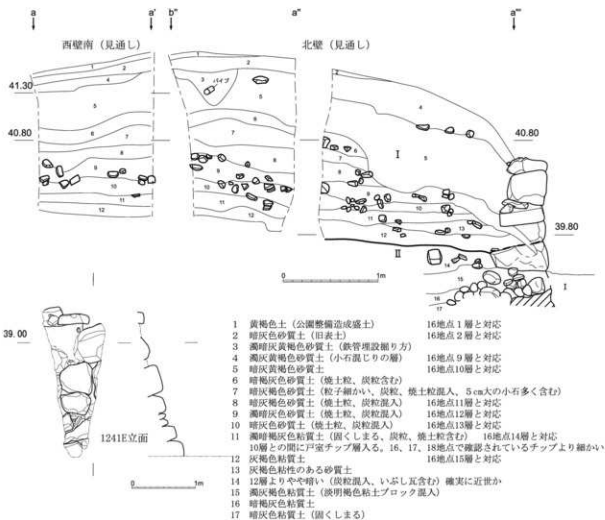 a a' b" a" a'"
西壁南（見通し） 北壁（見通し）
41.30
40.80
40.80
39.80
39.00
パイプ
I
II
I
0 1m
0 1m
1241E立面
1 黄褐色土（公園整備造成盛土） 16地点1層と対応
2 暗灰色砂質土（旧表土） 16地点2層と対応
3 濁暗灰黄褐色砂質土（鉄管埋設掘り方）
4 濁灰黄褐色砂質土（小石混じりの層） 16地点9層と対応
5 暗灰褐色砂質土 16地点10層と対応
6 暗褐灰色砂質土（焼土粒、炭粒含む）
7 暗灰褐色砂質土（粒子細かい、炭粒、焼土粒混入、5㎝大の小石多く含む）
8 暗灰褐色砂質土（焼土粒、炭粒混入） 16地点11層と対応
9 濁暗灰色砂質土（焼土粒、炭粒混入） 16地点12層と対応
10 暗灰色砂質土（焼土粒、炭粒混入） 16地点13層と対応
11 濁暗褐灰色粘質土（固くしまる、炭粒、焼土粒含む） 16地点14層と対応
10層との間に戸室チップ層入る。16、17、18地点で確認されているチップより細かい
12 灰褐色粘質土 16地点15層と対応
13 灰褐色粘性のある砂質土
14 12層よりやや暗い（炭粒混入、いぶし瓦含む）確実に近世か
15 濁灰褐色粘質土（淡明褐色粘土ブロック混入）
16 暗褐灰色粘質土
17 暗灰色粘質土（固くしまる）